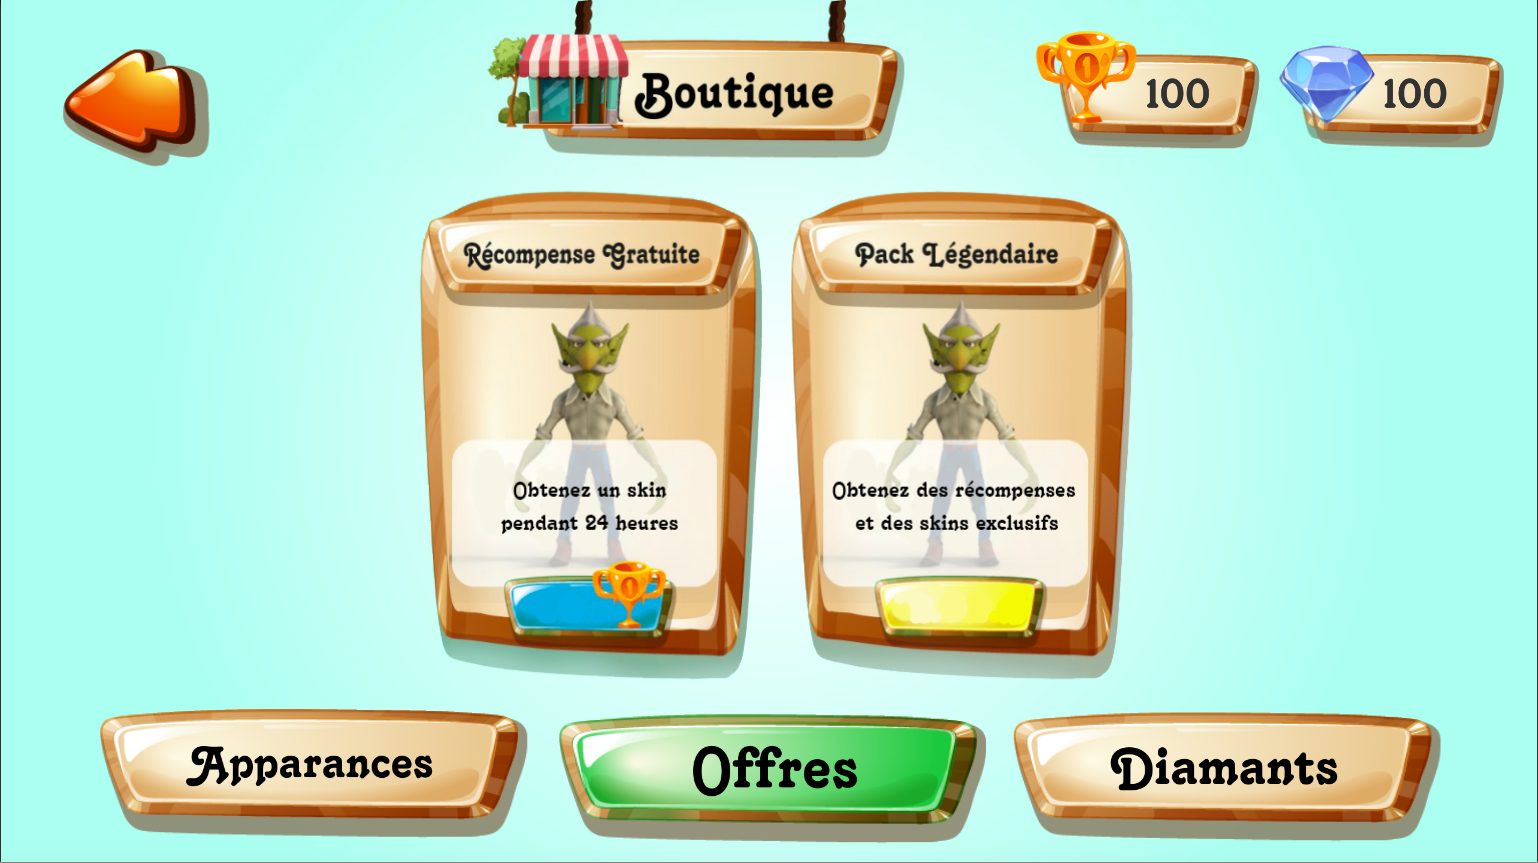 Boutique
100
100
Récompense Gratuite
Pack Légendaire
Obtenez un skin
pendant 24 heures
Obtenez des récompenses
et des skins exclusifs
Apparances
Offres
Diamants